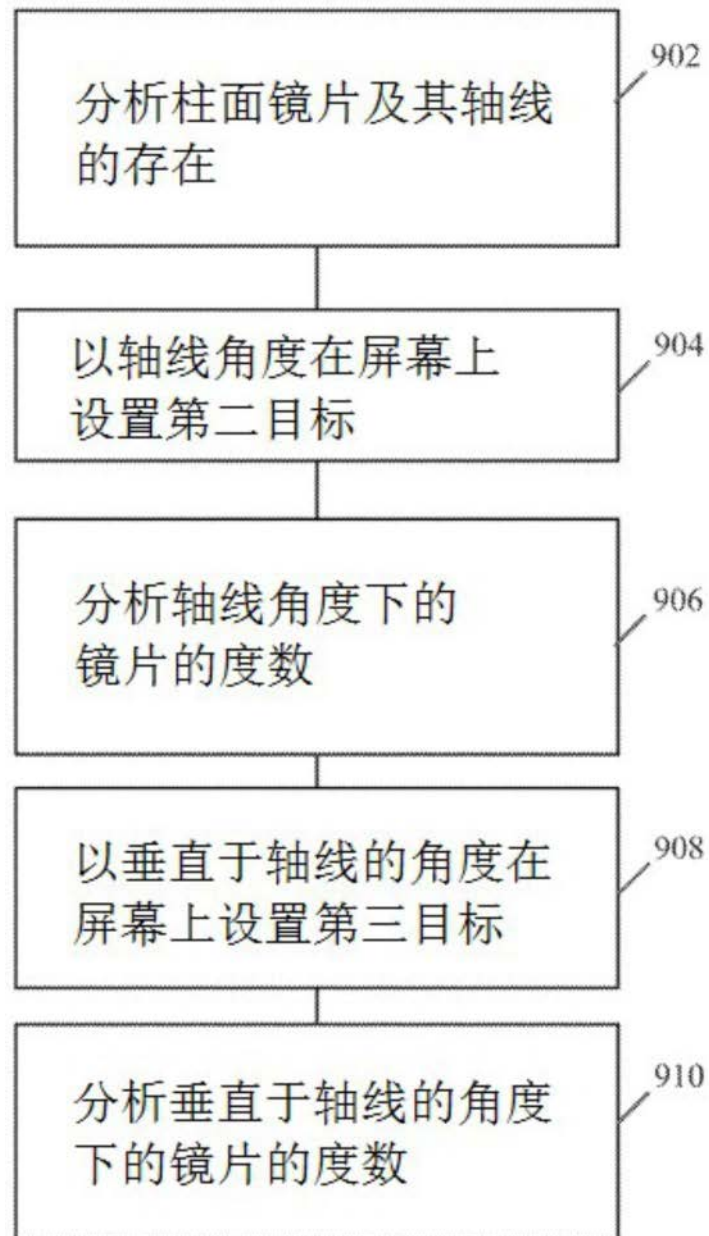 902
分析柱面镜片及其轴线
的存在
904
以轴线角度在屏幕上
设置第二目标
906
分析轴线角度下的
镜片的度数
908
以垂直于轴线的角度在
屏幕上设置第三目标
910
分析垂直于轴线的角度
下的镜片的度数